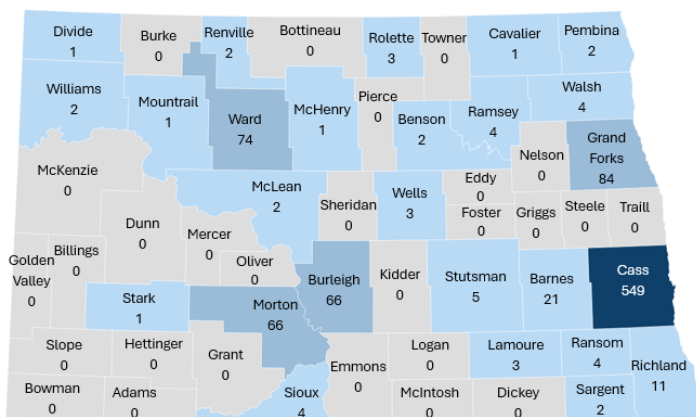 Divide
1
Burke
0
Renville
2
Bottineau
0
Rolette
3
Towner
0
Cavalier
1
Pembina
2
Williams
2
Mountrail
1
Ward
74
McHenry
1
Pierce
0
Benson
2
Ramsey
4
Walsh
4
McKenzie
0
Nelson
0
Grand
Forks
84
McLean
2
Sheridan
0
Wells
3
Eddy
0
Foster
0
Griggs
0
Steele
0
Traill
0
Dunn
0
Mercer
0
Oliver
0
Golden
Valley
0
Billings
0
Stark
1
Morton
66
Burleigh
66
Kidder
0
Stutsman
5
Barnes
21
Cass
549
Slope
0
Hettinger
0
Grant
0
Emmons
0
Logan
0
Lamoure
3
Ransom
4
Richland
11
Bowman
0
Adams
0
Sioux
4
McIntosh
0
Dickey
0
Sargent
2